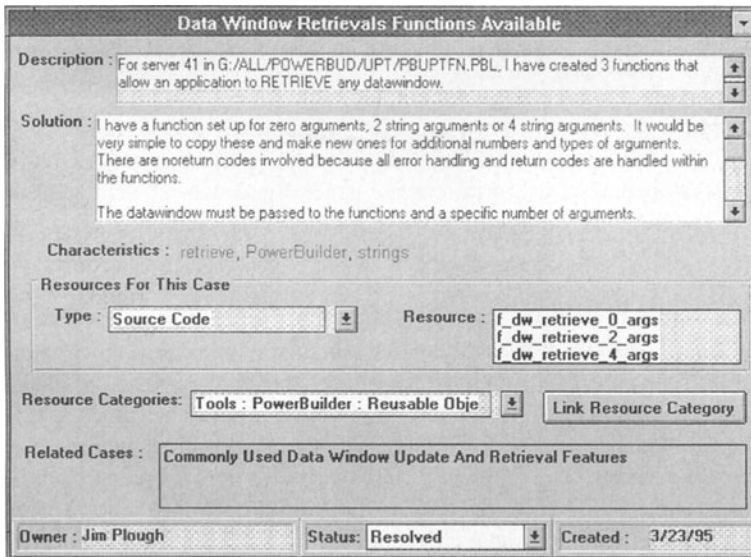 Data Window Retrievals Functions Available
Description : For server 41 in G:/ALL/POWERBUD/UPT/PBUPTFN.PBL, I have created 3 functions that
allow an application to RETRIEVE any datawindow.
Solution : I have a function set up for zero arguments, 2 string arguments or 4 string arguments. It would be
very simple to copy these and make new ones for additional numbers and types of arguments.
There are noreturn codes involved because all error handling and return codes are handled within
the functions.
The datawindow must be passed to the functions and a specific number of arguments.
Characteristics : retrieve, PowerBuilder, strings
Resources For This Case
Type : Source Code
Resource : f_dw_retrieve_0_args
f_dw_retrieve_2_args
f_dw_retrieve_4_args
Resource Categories: Tools : PowerBuilder : Reusable Obje
Link Resource Category
Related Cases : Commonly Used Data Window Update And Retrieval Features
Owner : Jim Plough
Status: Resolved
Created : 3/23/95